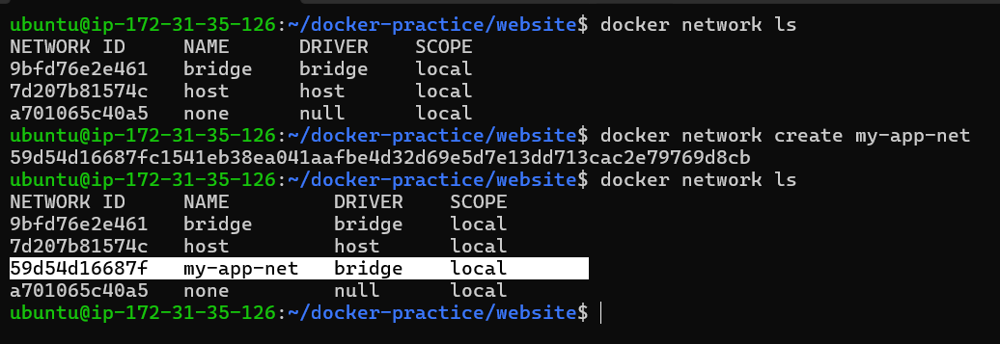 ubuntu@ip-172-31-35-126:~/docker-practice/website$ docker network ls
NETWORK ID     NAME      DRIVER    SCOPE
9bfd76e2e461   bridge    bridge    local
7d207b81574c   host      host      local
a701065c40a5   none      null      local
ubuntu@ip-172-31-35-126:~/docker-practice/website$ docker network create my-app-net
59d54d16687fc1541eb38ea041aafbe4d32d69e5d7e13dd713cac2e79769d8cb
ubuntu@ip-172-31-35-126:~/docker-practice/website$ docker network ls
NETWORK ID     NAME         DRIVER    SCOPE
9bfd76e2e461   bridge       bridge    local
7d207b81574c   host         host      local
59d54d16687f   my-app-net   bridge    local
a701065c40a5   none         null      local
ubuntu@ip-172-31-35-126:~/docker-practice/website$